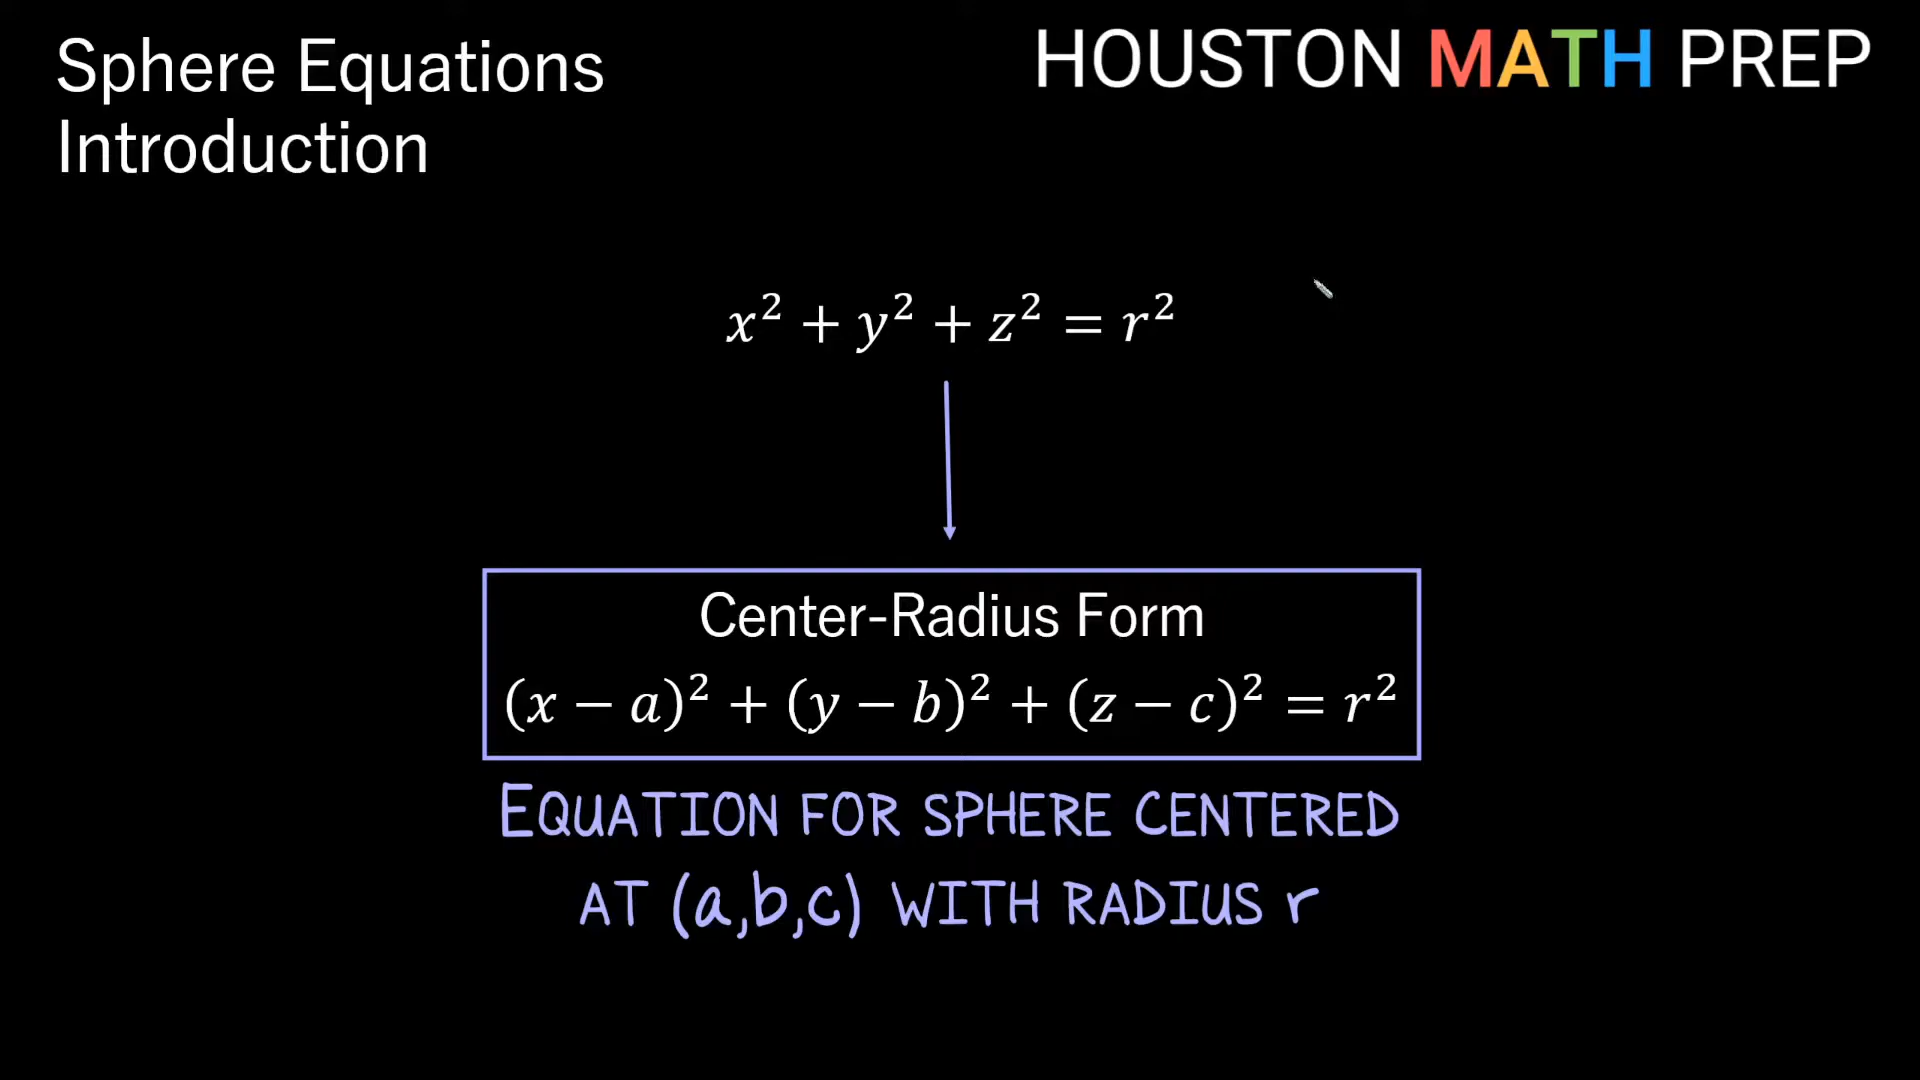 Sphere Equations
Introduction
HOUSTON MATH PREP
x² + y² + z² = r²
Center-Radius Form
(x − a)² + (y − b)² + (z − c)² = r²
EQUATION FOR SPHERE CENTERED
AT (a,b,c) WITH RADIUS r